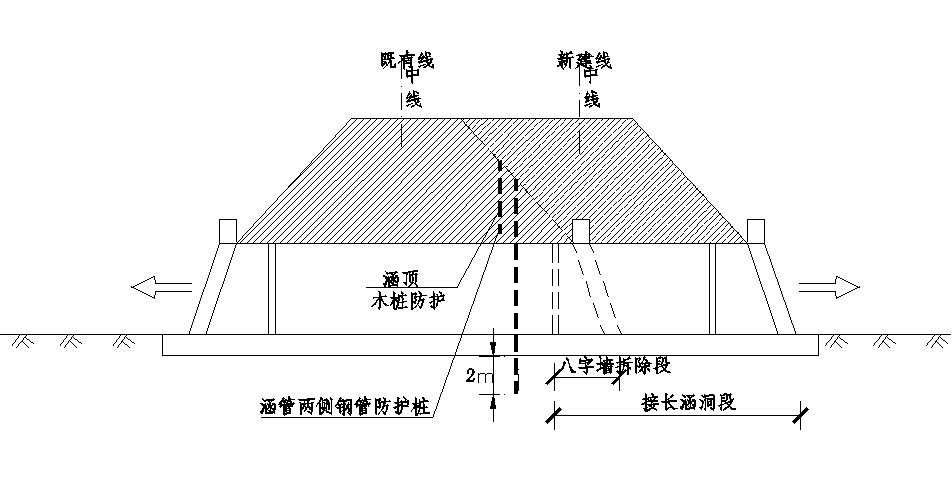 既有线
中
线
新建线
中
线
涵顶
木桩防护
2m
八字墙拆除段
涵管两侧钢管防护桩
接长涵洞段